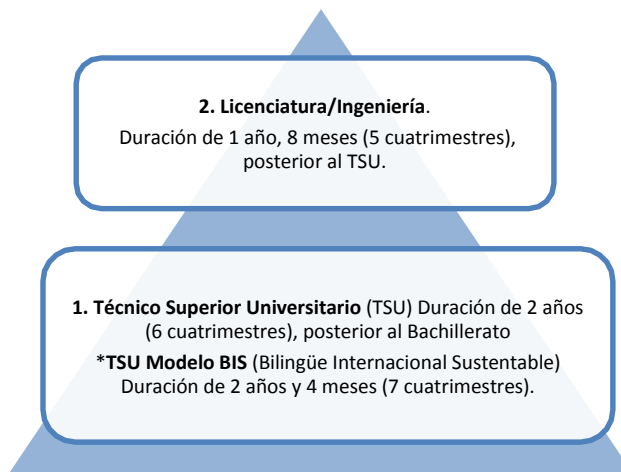 2. Licenciatura/Ingeniería.
Duración de 1 año, 8 meses (5 cuatrimestres),
posterior al TSU.
1. Técnico Superior Universitario (TSU) Duración de 2 años
(6 cuatrimestres), posterior al Bachillerato
*TSU Modelo BIS (Bilingüe Internacional Sustentable)
Duración de 2 años y 4 meses (7 cuatrimestres).